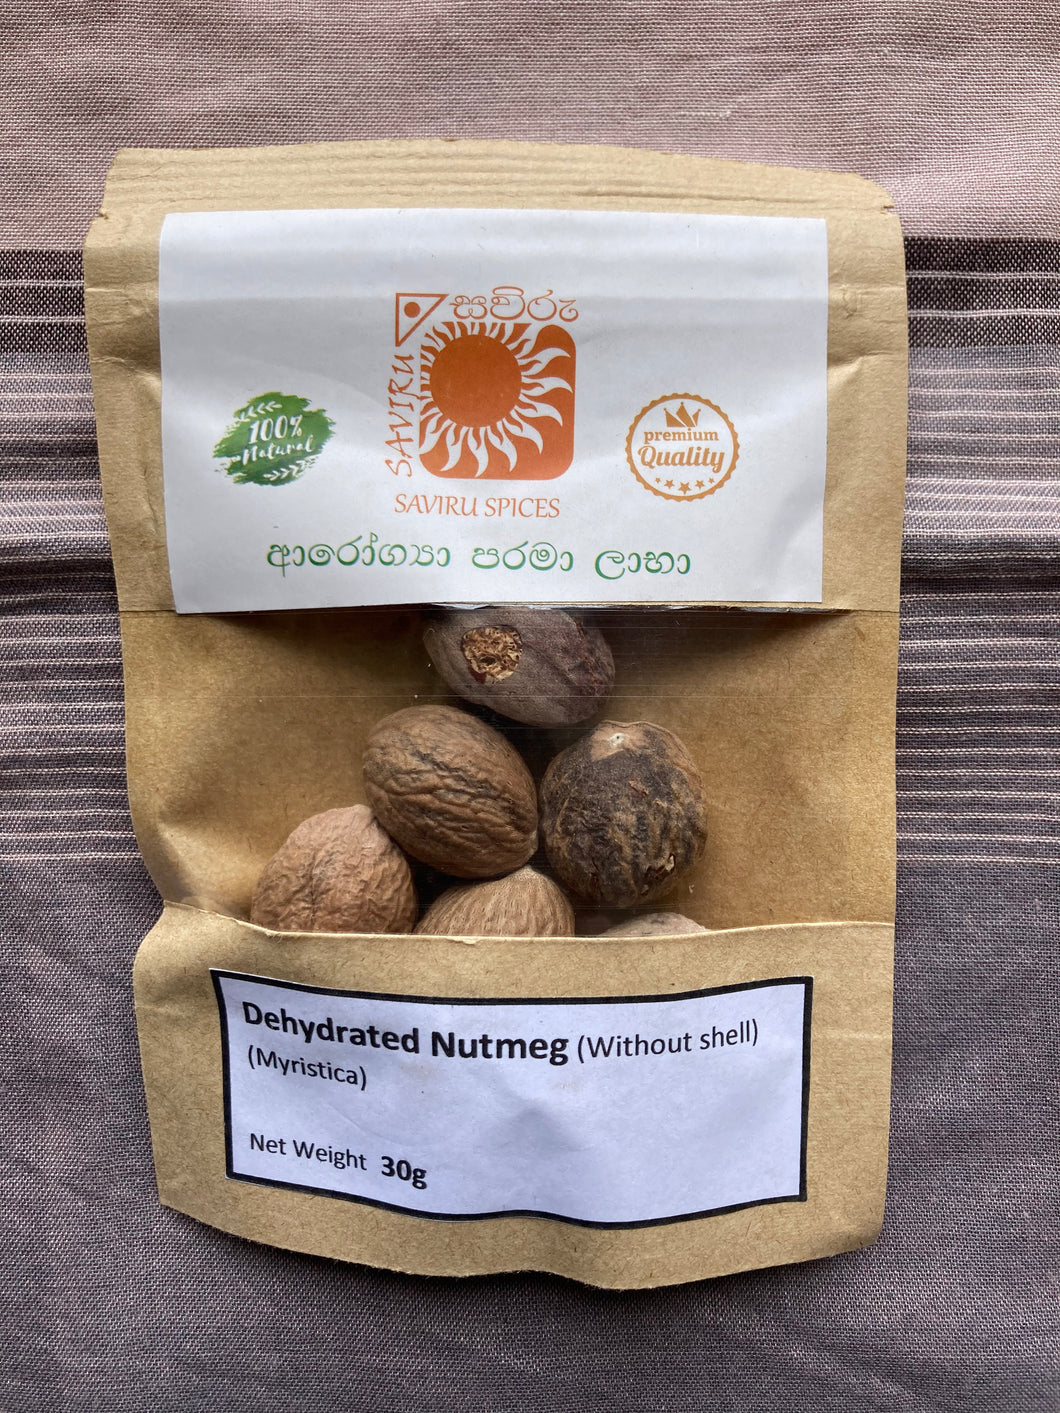 සවිරු
SAVIRU
100%
Natural
premium
Quality
SAVIRU SPICES
ආරෝග්‍යා පරමා ලාභා
Dehydrated Nutmeg (Without shell)
(Myristica)
Net Weight 30g